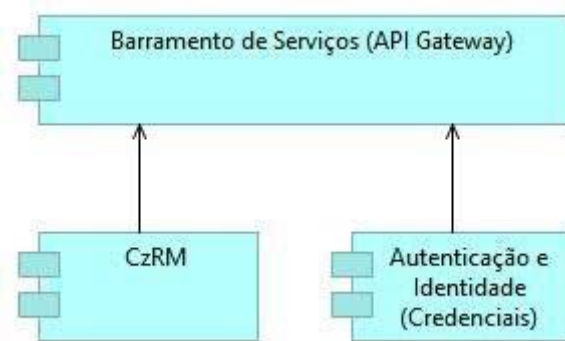 Barramento de Serviços (API Gateway)
CzRM
Autenticação e
Identidade
(Credenciais)